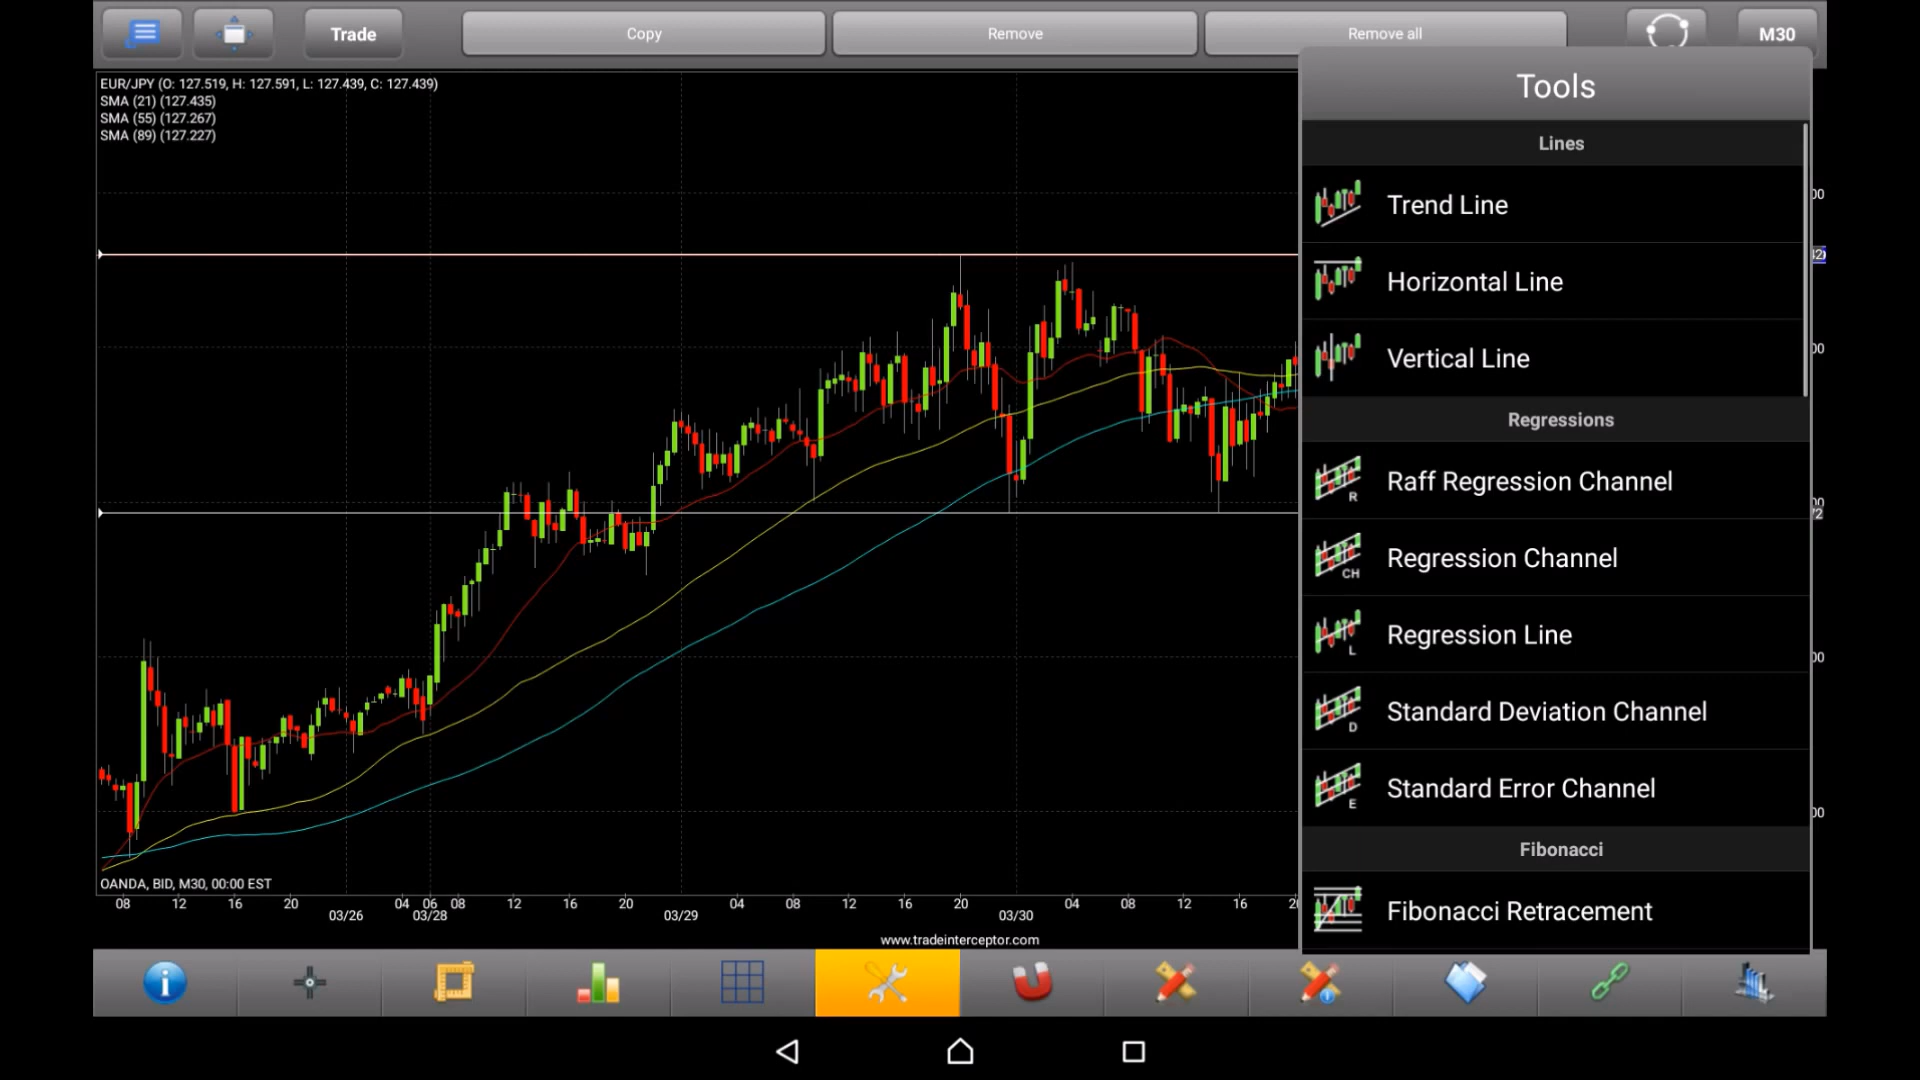 Trade
Copy
Remove
Remove all
M30
EUR/JPY (O: 127.519, H: 127.591, L: 127.439, C: 127.439)
SMA (21) (127.435)
SMA (55) (127.267)
SMA (89) (127.227)
Tools
Lines
Trend Line
Horizontal Line
Vertical Line
Regressions
Raff Regression Channel
R
Regression Channel
CH
Regression Line
L
Standard Deviation Channel
D
Standard Error Channel
E
Fibonacci
Fibonacci Retracement
OANDA, BID, M30, 00:00 EST
08 12 16 20 04 06 08 12 16 20 04 08 12 16 20 04 08 12 16
03/26 03/28 03/29 03/30
www.tradeinterceptor.com